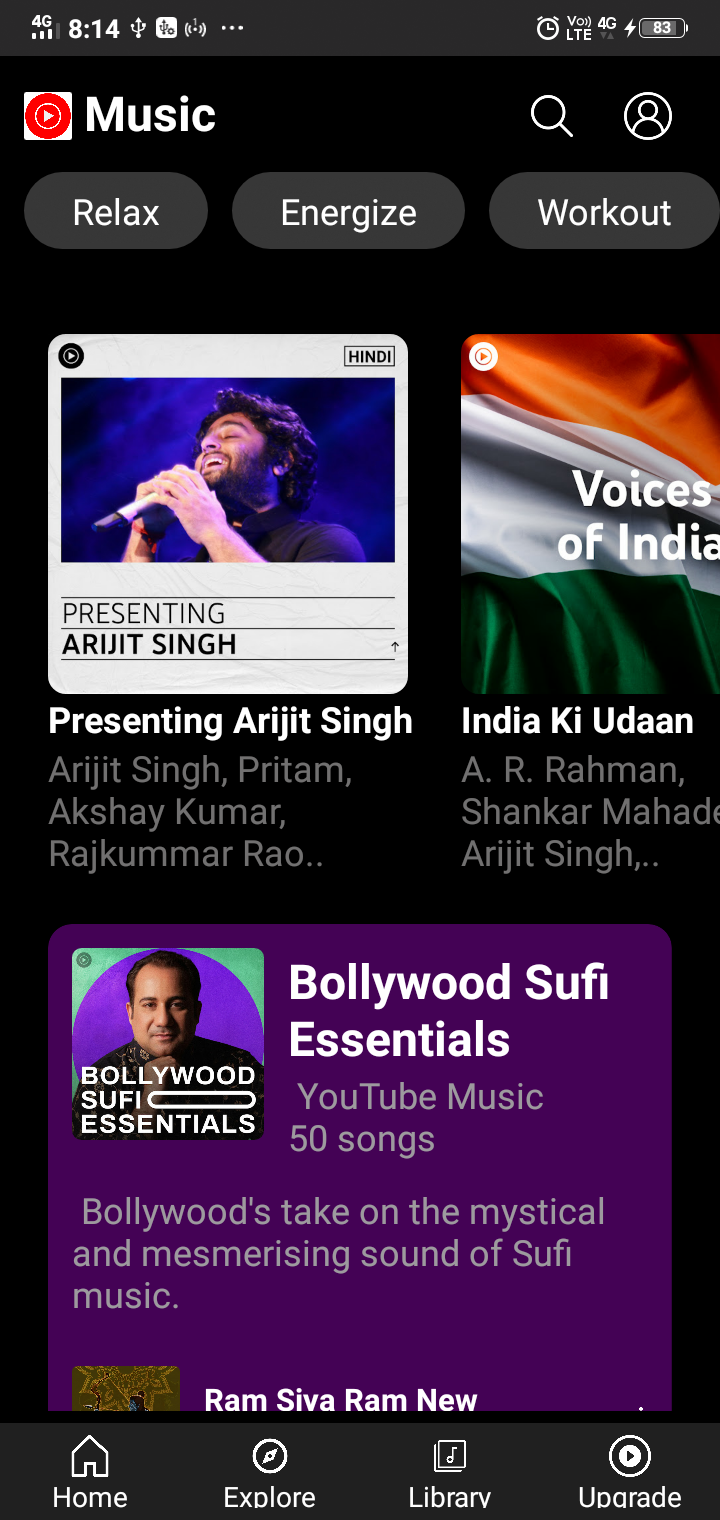 4G 8:14 ... Vo)) LTE 4G 83
Music
Relax Energize Workout
HINDI
PRESENTING
ARIJIT SINGH
Voices
of India
Presenting Arijit Singh
Arijit Singh, Pritam,
Akshay Kumar,
Rajkummar Rao..
India Ki Udaan
A. R. Rahman,
Shankar Mahade
Arijit Singh,..
BOLLYWOOD
SUFI
ESSENTIALS
Bollywood Sufi
Essentials
YouTube Music
50 songs
Bollywood's take on the mystical
and mesmerising sound of Sufi
music.
Ram Siya Ram New
Home Explore Library Upgrade